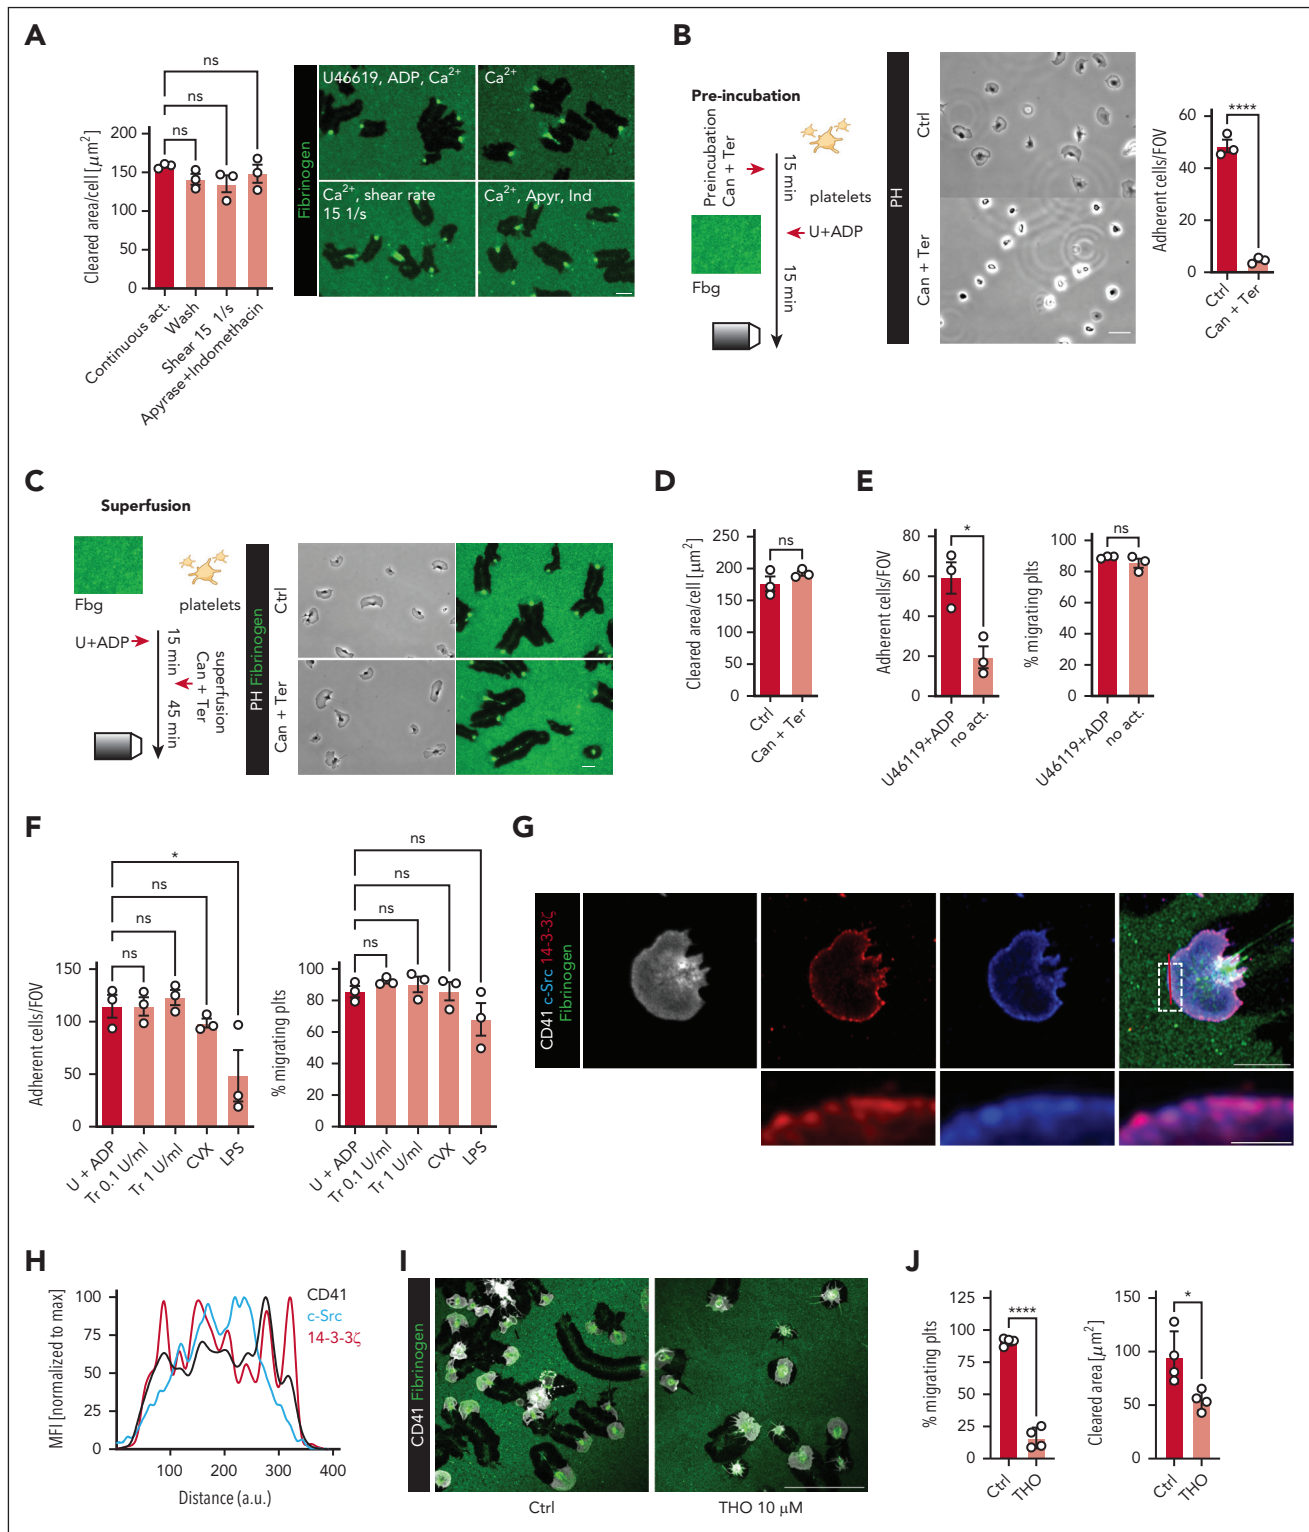 A
ns
ns
ns
Cleared area/cell [µm²]
200
150
100
50
0
Continuous act.
Wash
Shear 15 1/s
Apyrase+Indomethacin
Fibrinogen
U46619, ADP, Ca²⁺
Ca²⁺
Ca²⁺, shear rate
15 1/s
Ca²⁺, Apyr, Ind
B
Pre-incubation
Preincubation
Can + Ter
15 min
platelets
U+ADP
Fbg
15 min
PH
Ctrl
Can + Ter
Adherent cells/FOV
60
40
20
0
****
Ctrl
Can + Ter
C
Superfusion
Fbg
platelets
U+ADP
15 min
superfusion
Can + Ter
45 min
PH Fibrinogen
Ctrl
Can + Ter
D
Cleared area/cell [µm²]
250
200
150
100
50
0
ns
Ctrl
Can + Ter
E
Adherent cells/FOV
80
60
40
20
0
*
U46119+ADP
no act.
% migrating plts
100
80
60
40
20
0
ns
U46119+ADP
no act.
F
*
ns
ns
ns
Adherent cells/FOV
150
100
50
0
U + ADP
Tr 0.1 U/ml
Tr 1 U/ml
CVX
LPS
ns
ns
ns
ns
% migrating plts
100
80
60
40
20
0
U + ADP
Tr 0.1 U/ml
Tr 1 U/ml
CVX
LPS
G
CD41 c-Src 14-3-3ζ
Fibrinogen
H
MFI [normalized to max]
100
75
50
25
0
CD41
c-Src
14-3-3ζ
100
200
300
400
Distance (a.u.)
I
CD41 Fibrinogen
Ctrl
THO 10 µM
J
% migrating plts
125
100
75
50
25
0
****
Ctrl
THO
Cleared area [µm²]
150
100
50
0
*
Ctrl
THO